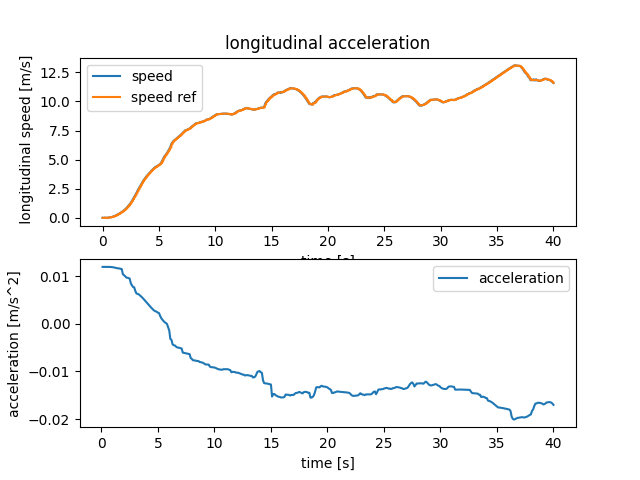 longitudinal acceleration
longitudinal speed [m/s]
12.5
10.0
7.5
5.0
2.5
0.0
speed
speed ref
0 5 10 15 20 25 30 35 40
time [s]
acceleration [m/s^2]
0.01
0.00
−0.01
−0.02
acceleration
0 5 10 15 20 25 30 35 40
time [s]